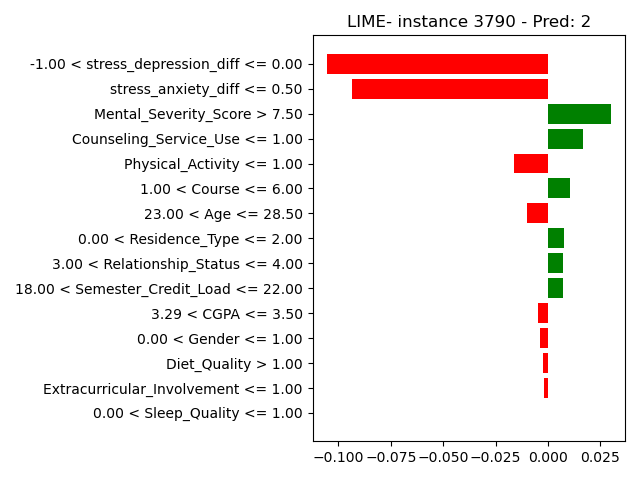 LIME- instance 3790 - Pred: 2
-1.00 < stress_depression_diff <= 0.00
stress_anxiety_diff <= 0.50
Mental_Severity_Score > 7.50
Counseling_Service_Use <= 1.00
Physical_Activity <= 1.00
1.00 < Course <= 6.00
23.00 < Age <= 28.50
0.00 < Residence_Type <= 2.00
3.00 < Relationship_Status <= 4.00
18.00 < Semester_Credit_Load <= 22.00
3.29 < CGPA <= 3.50
0.00 < Gender <= 1.00
Diet_Quality > 1.00
Extracurricular_Involvement <= 1.00
0.00 < Sleep_Quality <= 1.00
−0.100 −0.075 −0.050 −0.025 0.000 0.025